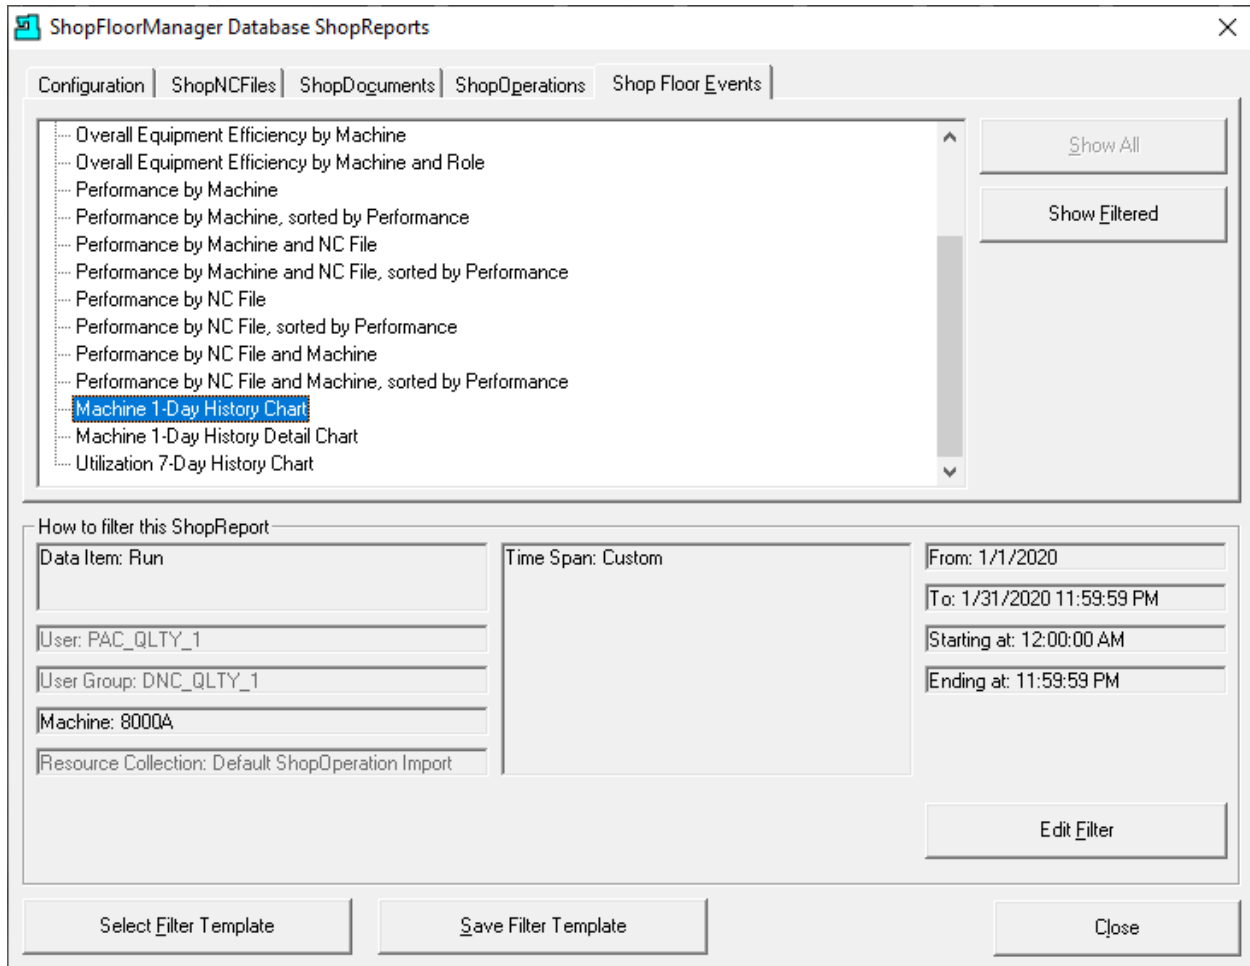 ShopFloorManager Database ShopReports
Configuration ShopNCFiles ShopDocuments ShopOperations Shop Floor Events
Overall Equipment Efficiency by Machine
Overall Equipment Efficiency by Machine and Role
Performance by Machine
Performance by Machine, sorted by Performance
Performance by Machine and NC File
Performance by Machine and NC File, sorted by Performance
Performance by NC File
Performance by NC File, sorted by Performance
Performance by NC File and Machine
Performance by NC File and Machine, sorted by Performance
Machine 1-Day History Chart
Machine 1-Day History Detail Chart
Utilization 7-Day History Chart
Show All
Show Filtered
How to filter this ShopReport
Data Item: Run
User: PAC_QLTY_1
User Group: DNC_QLTY_1
Machine: 8000A
Resource Collection: Default ShopOperation Import
Time Span: Custom
From: 1/1/2020
To: 1/31/2020 11:59:59 PM
Starting at: 12:00:00 AM
Ending at: 11:59:59 PM
Edit Filter
Select Filter Template
Save Filter Template
Close